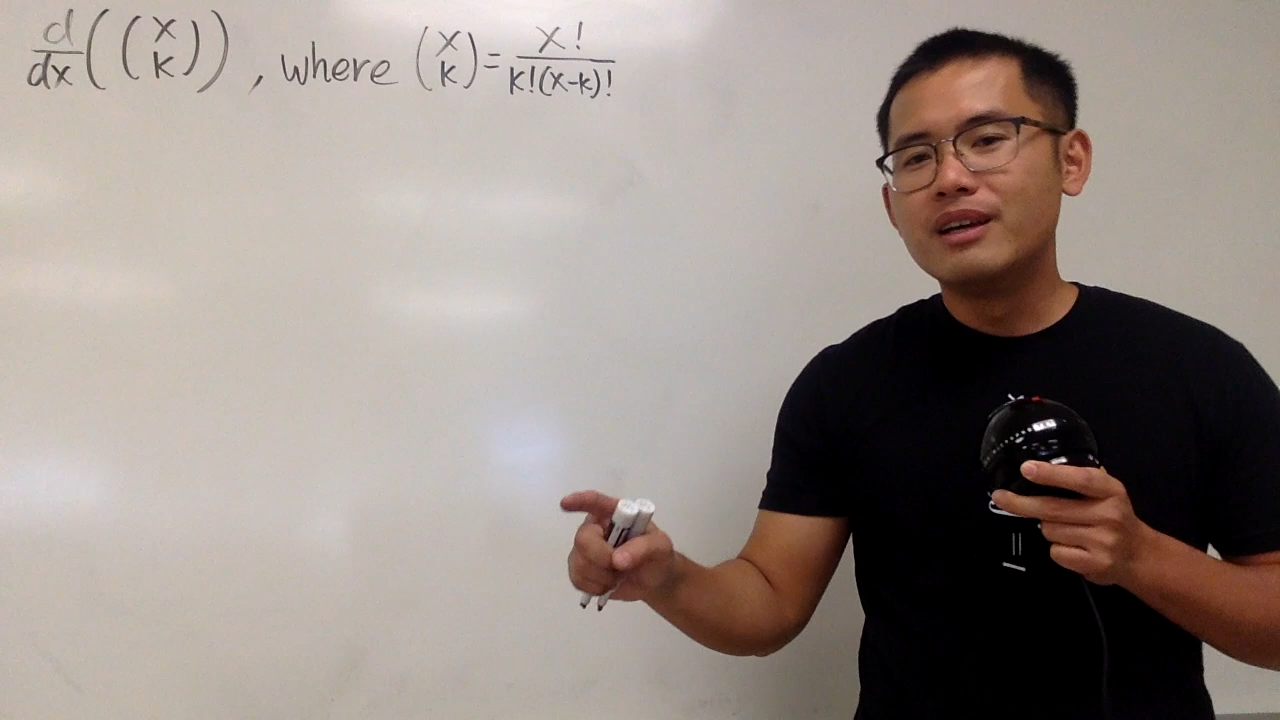 d/dx((x k)), where (x k) = x!/(k!(x-k)!)